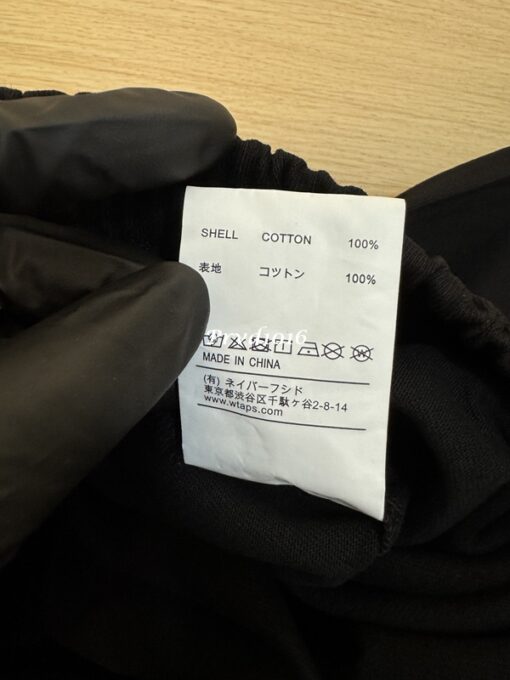 SHELL COTTON 100%
表地 コットン 100%
MADE IN CHINA
(有) ネイバーフシド
東京都渋谷区千駄ヶ谷2-8-14
www.wtaps.com